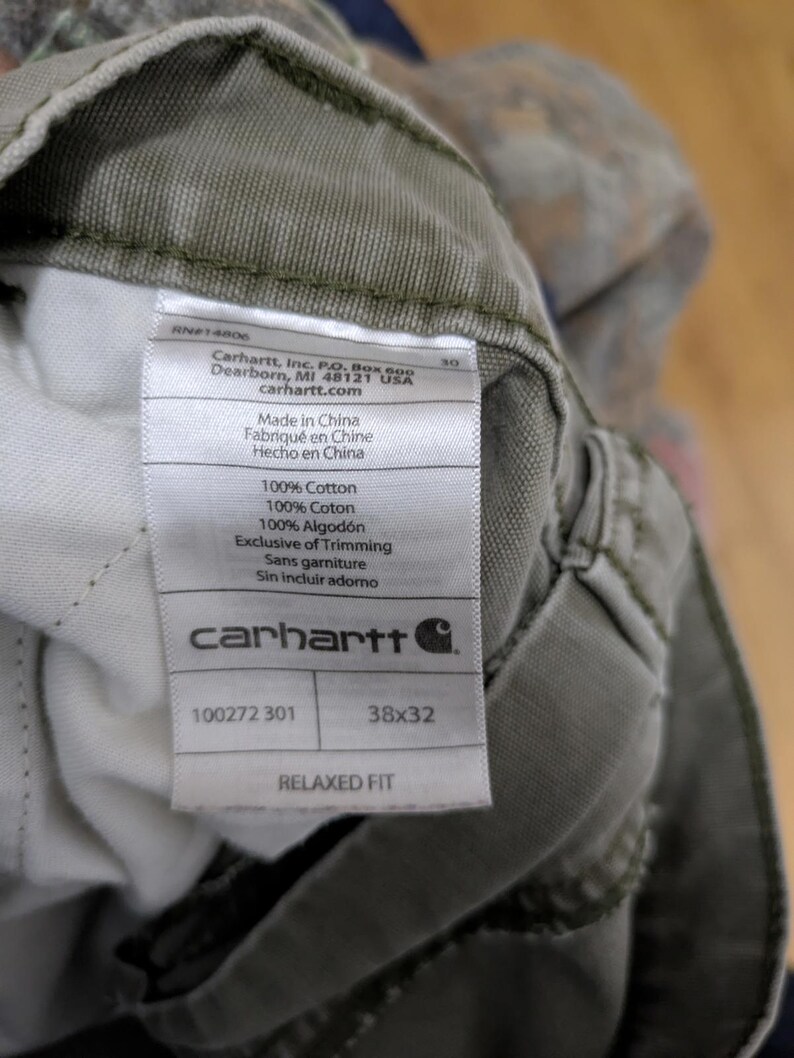 RN#14806
30
Carhartt, Inc. P.O. Box 600
Dearborn, MI 48121 USA
carhartt.com
Made in China
Fabriqué en Chine
Hecho en China
100% Cotton
100% Coton
100% Algodón
Exclusive of Trimming
Sans garniture
Sin incluir adorno
carhartt
100272 301
38x32
RELAXED FIT